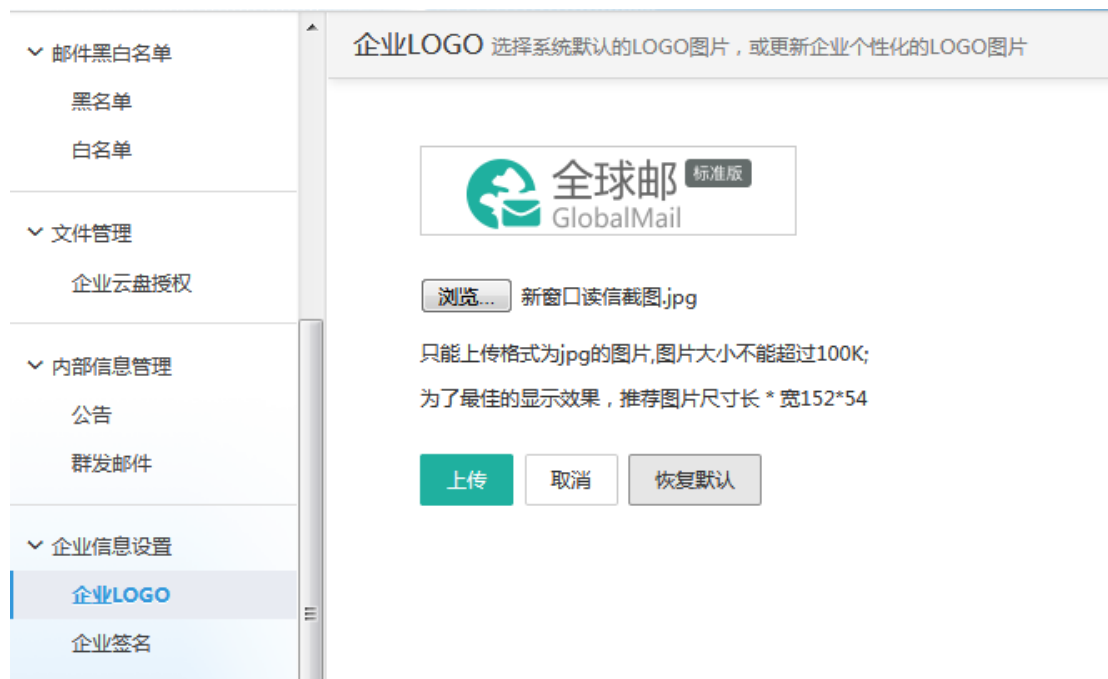 邮件黑白名单
黑名单
白名单
文件管理
企业云盘授权
内部信息管理
公告
群发邮件
企业信息设置
企业LOGO
企业签名
企业LOGO 选择系统默认的LOGO图片，或更新企业个性化的LOGO图片
全球邮 标准版
GlobalMail
浏览... 新窗口读信截图.jpg
只能上传格式为jpg的图片,图片大小不能超过100K;
为了最佳的显示效果，推荐图片尺寸长 * 宽152*54
上传 取消 恢复默认